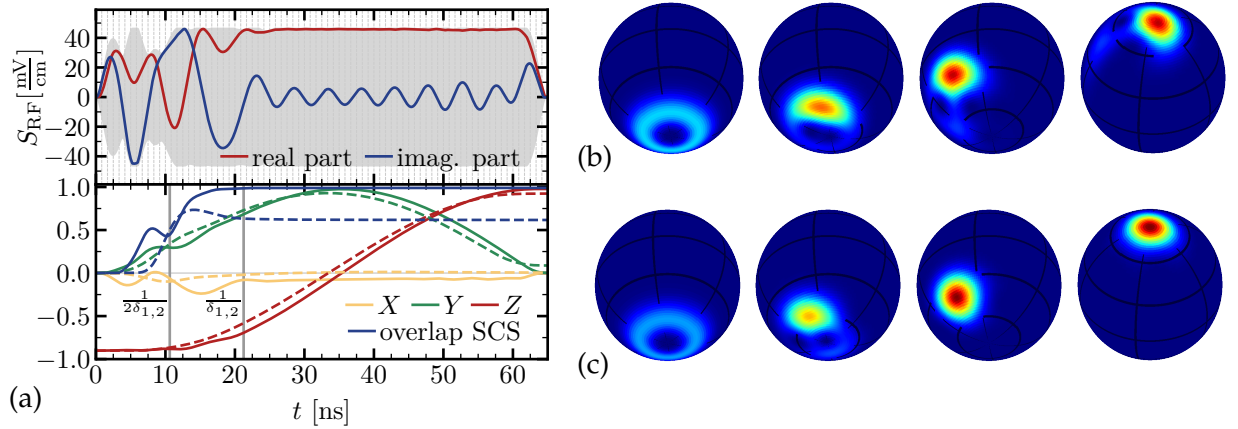 S_RF [mV/cm]
40
20
0
−20
−40
real part imag. part
1.0
0.5
0.0
−0.5
−1.0
1/2δ_{1,2} 1/δ_{1,2}
X Y Z
overlap SCS
0 10 20 30 40 50 60
t [ns]
(a)
(b)
(c)